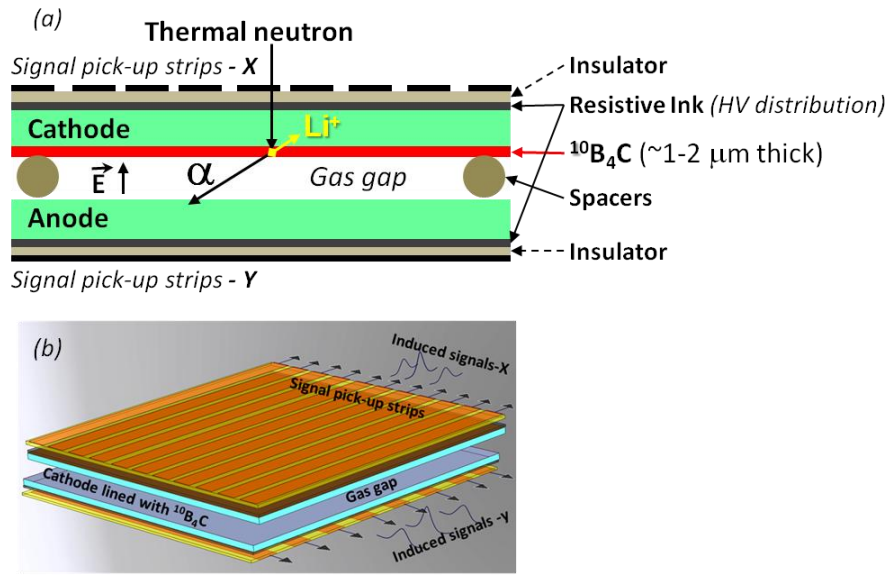 (a)
Thermal neutron
Signal pick-up strips - X
Insulator
Resistive Ink (HV distribution)
Cathode
Li⁺
¹⁰B₄C (~1-2 μm thick)
E
α
Gas gap
Spacers
Anode
Insulator
Signal pick-up strips - Y
(b)
Induced signals-X
Signal pick-up strips
Cathode lined with ¹⁰B₄C
Gas gap
Induced signals -y